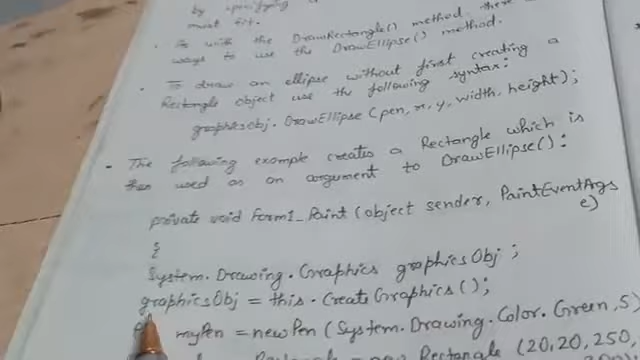 by specifying a
must fit.
• As with the DrawRectangle() method, there
ways to use the DrawEllipse() method.
• To draw an ellipse without first creating a
Rectangle object use the following syntax:
graphicsObj.DrawEllipse(pen, x, y, width, height);
• The following example creates a Rectangle which is
then used as an argument to DrawEllipse():
private void Form1_Paint(object sender, PaintEventArgs
e)
{
System.Drawing.Graphics graphicsObj;
graphicsObj = this.CreateGraphics();
myPen = newPen(System.Drawing.Color.Green, 5)
Rectangle (20, 20, 250,